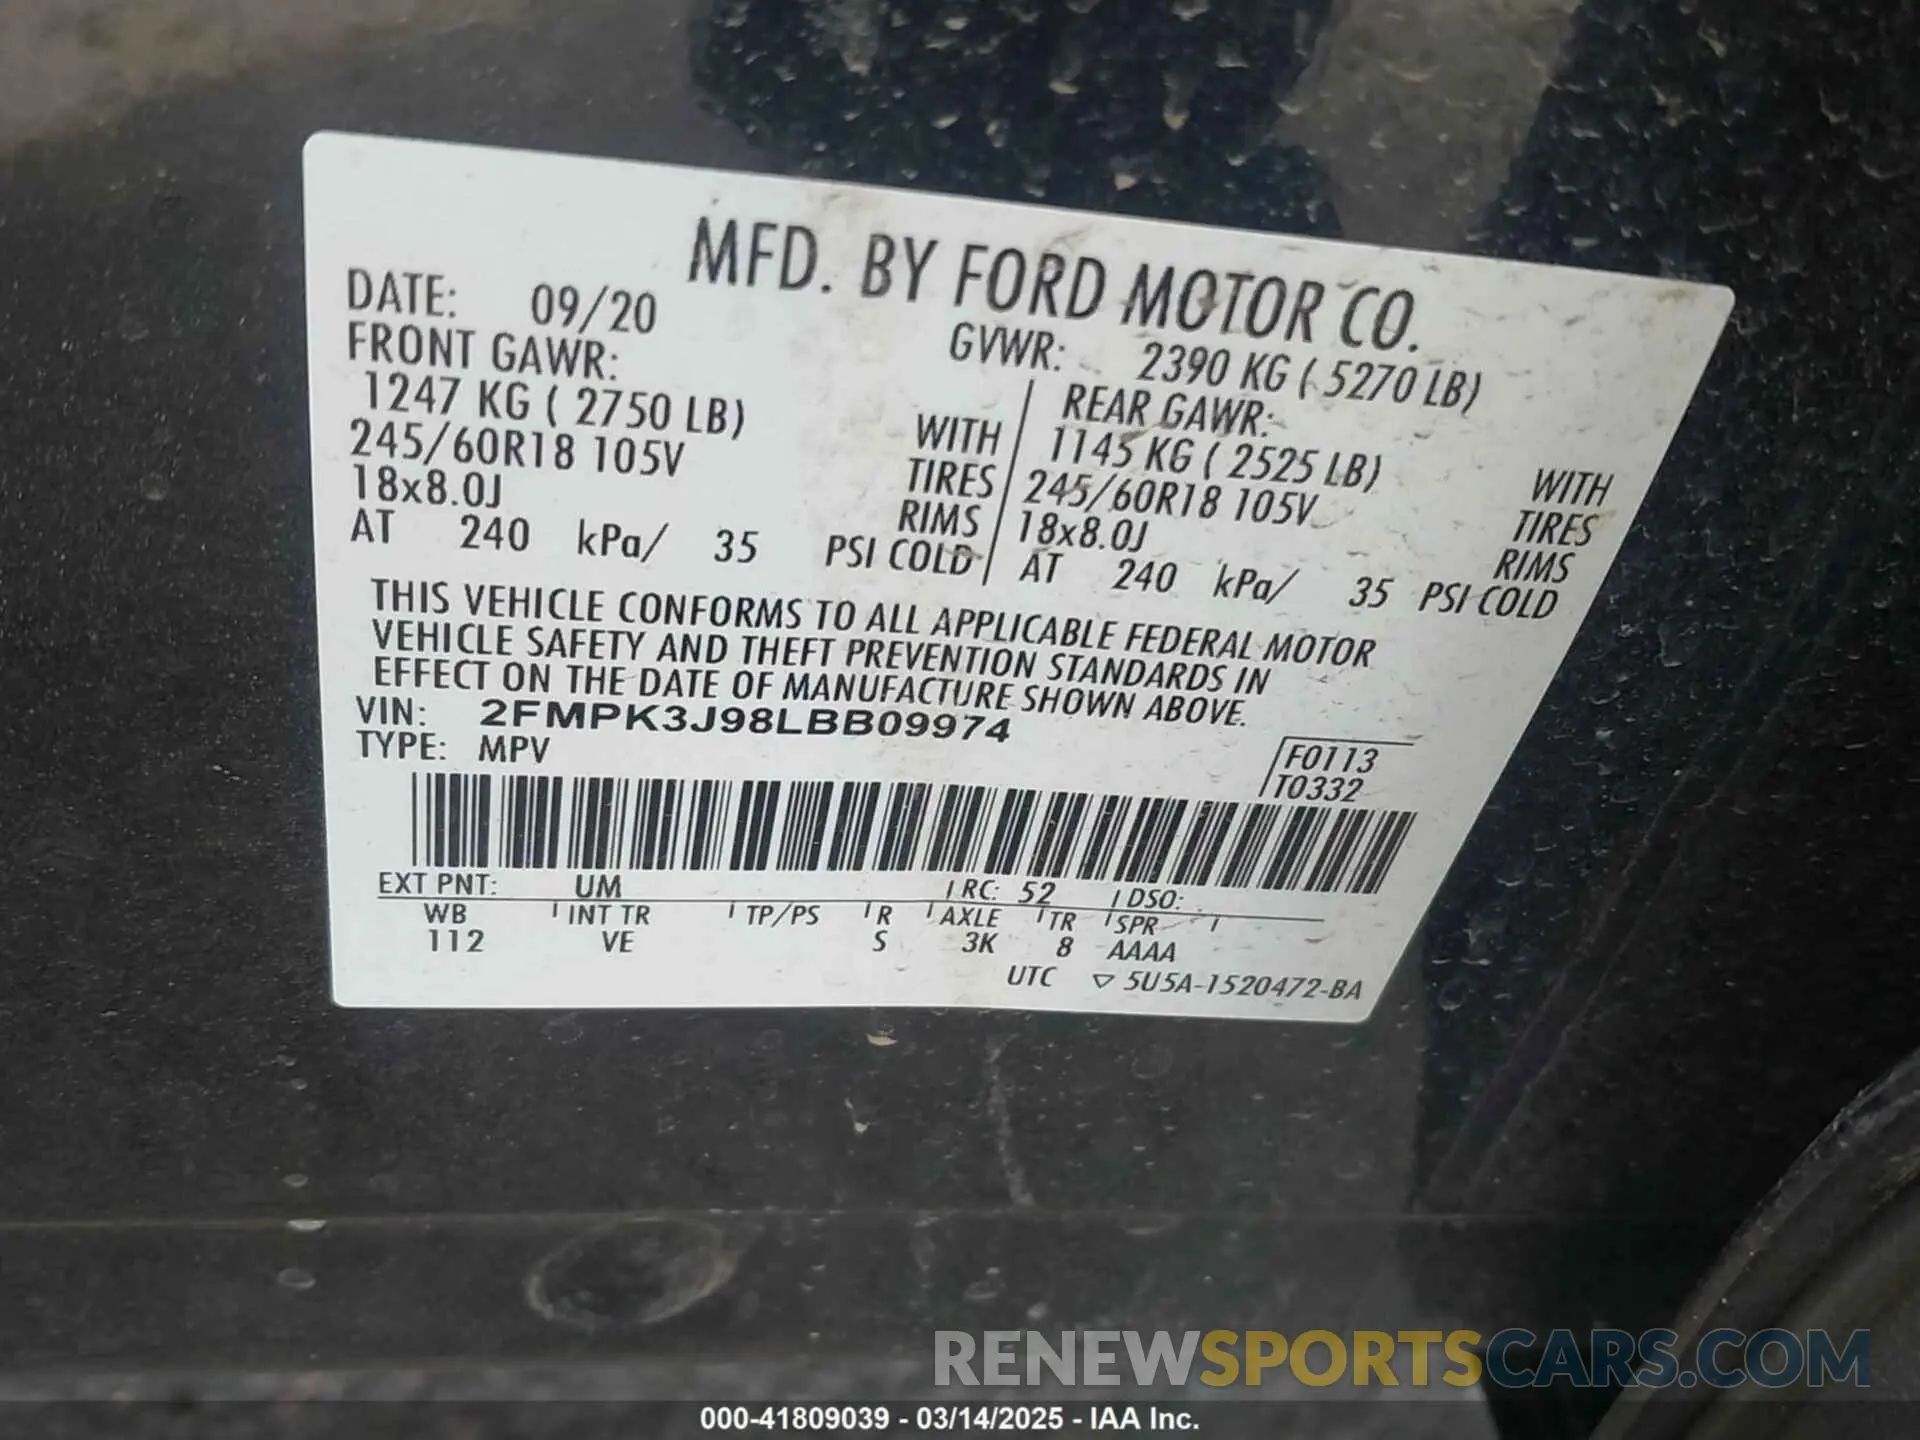 MFD. BY FORD MOTOR CO.
DATE: 09/20 GVWR: 2390 KG ( 5270 LB)
FRONT GAWR: REAR GAWR:
1247 KG ( 2750 LB) WITH 1145 KG ( 2525 LB) WITH
245/60R18 105V TIRES 245/60R18 105V TIRES
18x8.0J RIMS 18x8.0J RIMS
AT 240 kPa/ 35 PSI COLD AT 240 kPa/ 35 PSI COLD
THIS VEHICLE CONFORMS TO ALL APPLICABLE FEDERAL MOTOR
VEHICLE SAFETY AND THEFT PREVENTION STANDARDS IN
EFFECT ON THE DATE OF MANUFACTURE SHOWN ABOVE.
VIN: 2FMPK3J98LBB09974
TYPE: MPV
F0113
T0332
EXT PNT: UM RC: 52 DSO:
WB INT TR TP/PS R AXLE TR SPR
112 VE S 3K 8 AAAA
UTC ▽ 5U5A-1520472-BA
RENEWSPORTSCARS.COM
000-41809039 - 03/14/2025 - IAA Inc.